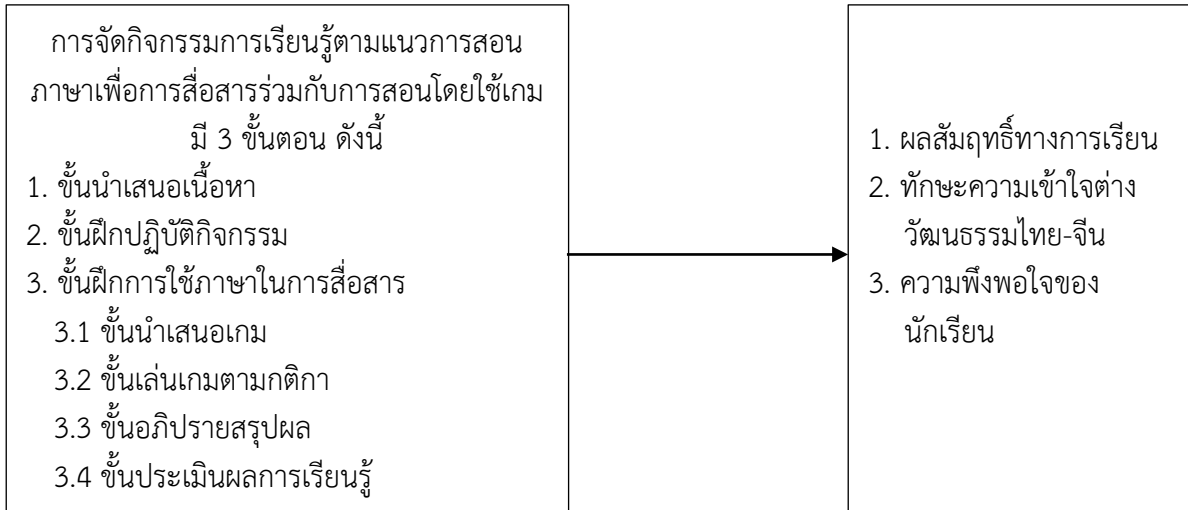 การจัดกิจกรรมการเรียนรู้ตามแนวการสอน
ภาษาเพื่อการสื่อสารร่วมกับการสอนโดยใช้เกม
มี 3 ขั้นตอน ดังนี้
1. ขั้นนำเสนอเนื้อหา
2. ขั้นฝึกปฏิบัติกิจกรรม
3. ขั้นฝึกการใช้ภาษาในการสื่อสาร
3.1 ขั้นนำเสนอเกม
3.2 ขั้นเล่นเกมตามกติกา
3.3 ขั้นอภิปรายสรุปผล
3.4 ขั้นประเมินผลการเรียนรู้
1. ผลสัมฤทธิ์ทางการเรียน
2. ทักษะความเข้าใจต่าง
วัฒนธรรมไทย-จีน
3. ความพึงพอใจของ
นักเรียน